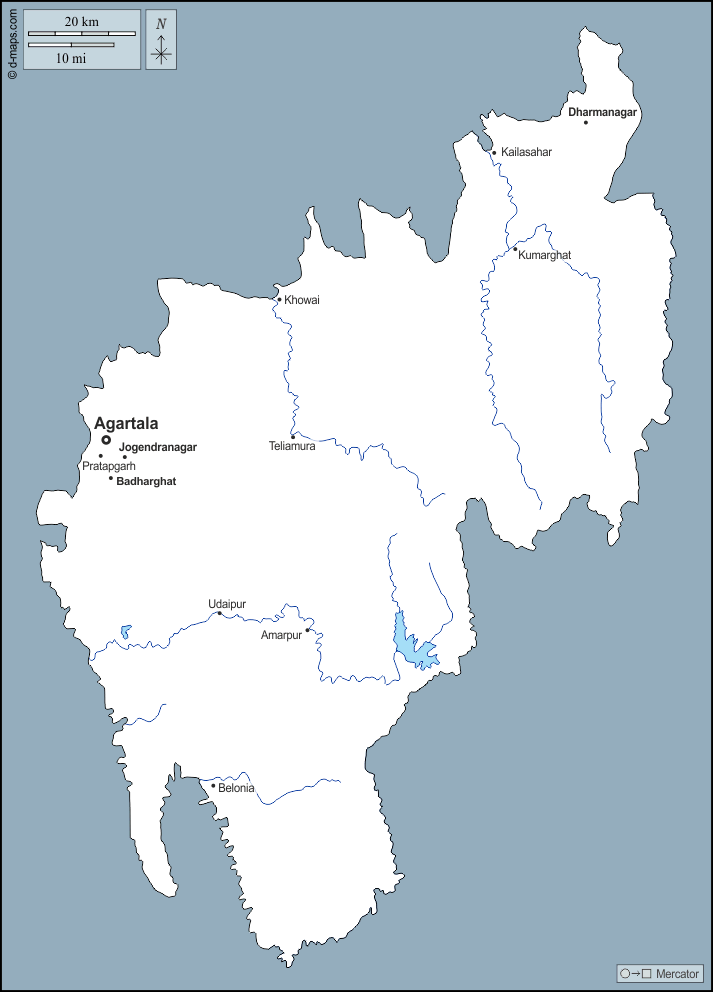 © d-maps.com
20 km
10 mi
N
Dharmanagar
Kailasahar
Kumarghat
Khowai
Agartala
Jogendranagar
Teliamura
Pratapgarh
Badharghat
Udaipur
Amarpur
Belonia
Mercator